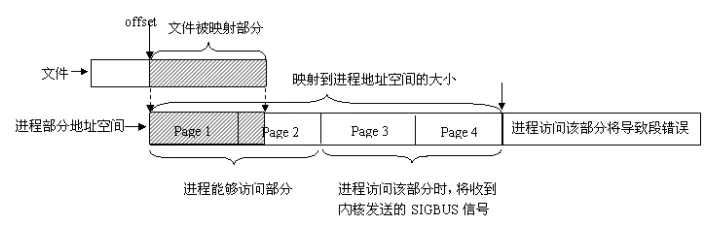 offset
文件被映射部分
文件
映射到进程地址空间的大小
进程部分地址空间
Page 1
Page 2
Page 3
Page 4
进程访问该部分将导致段错误
进程能够访问部分
进程访问该部分时，将收到
内核发送的 SIGBUS 信号